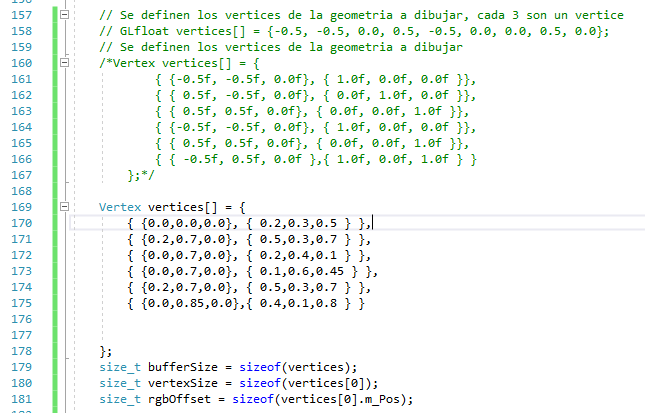 157 // Se definen los vertices de la geometria a dibujar, cada 3 son un vertice
158 // GLfloat vertices[] = {-0.5, -0.5, 0.0, 0.5, -0.5, 0.0, 0.0, 0.5, 0.0};
159 // Se definen los vertices de la geometria a dibujar
160 /*Vertex vertices[] = {
161 { {-0.5f, -0.5f, 0.0f}, { 1.0f, 0.0f, 0.0f }},
162 { { 0.5f, -0.5f, 0.0f}, { 0.0f, 1.0f, 0.0f }},
163 { { 0.5f, 0.5f, 0.0f}, { 0.0f, 0.0f, 1.0f }},
164 { {-0.5f, -0.5f, 0.0f}, { 1.0f, 0.0f, 0.0f }},
165 { { 0.5f, 0.5f, 0.0f}, { 0.0f, 0.0f, 1.0f }},
166 { { -0.5f, 0.5f, 0.0f },{ 1.0f, 0.0f, 1.0f } }
167 };*/
168
169 Vertex vertices[] = {
170 { {0.0,0.0,0.0}, { 0.2,0.3,0.5 } },
171 { {0.2,0.7,0.0}, { 0.5,0.3,0.7 } },
172 { {0.0,0.7,0.0}, { 0.2,0.4,0.1 } },
173 { {0.0,0.7,0.0}, { 0.1,0.6,0.45 } },
174 { {0.2,0.7,0.0}, { 0.5,0.3,0.7 } },
175 { {0.0,0.85,0.0},{ 0.4,0.1,0.8 } }
176
177
178 };
179 size_t bufferSize = sizeof(vertices);
180 size_t vertexSize = sizeof(vertices[0]);
181 size_t rgbOffset = sizeof(vertices[0].m_Pos);